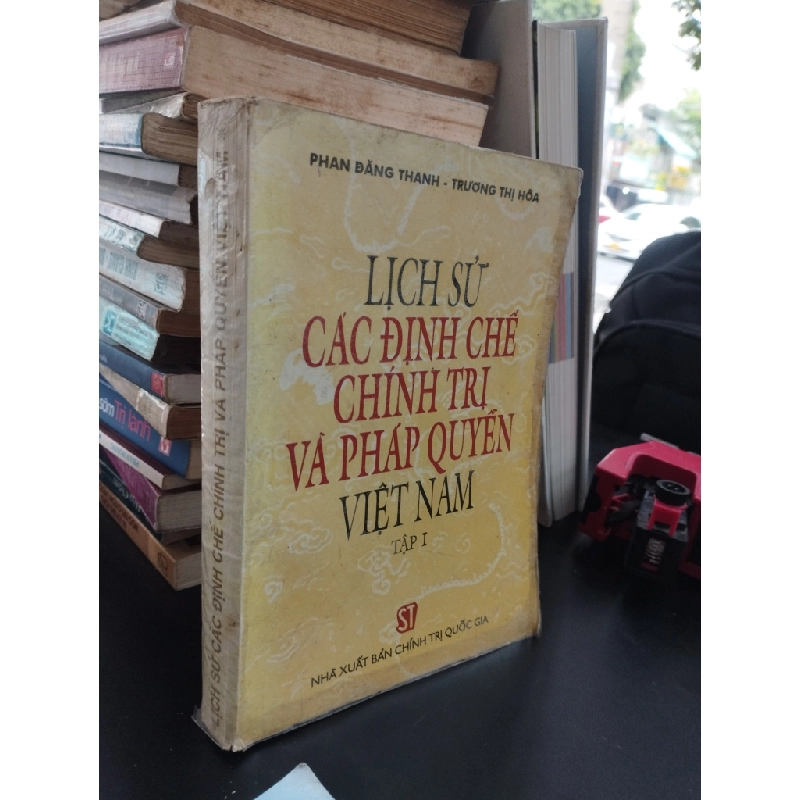 PHAN ĐĂNG THANH - TRƯƠNG THỊ HÒA
LỊCH SỬ
CÁC ĐỊNH CHẾ
CHÍNH TRỊ
VÀ PHÁP QUYỀN
VIỆT NAM
TẬP I
ST
NHÀ XUẤT BẢN CHÍNH TRỊ QUỐC GIA
LỊCH SỬ CÁC ĐỊNH CHẾ CHÍNH TRỊ VÀ PHÁP QUYỀN VIỆT NAM